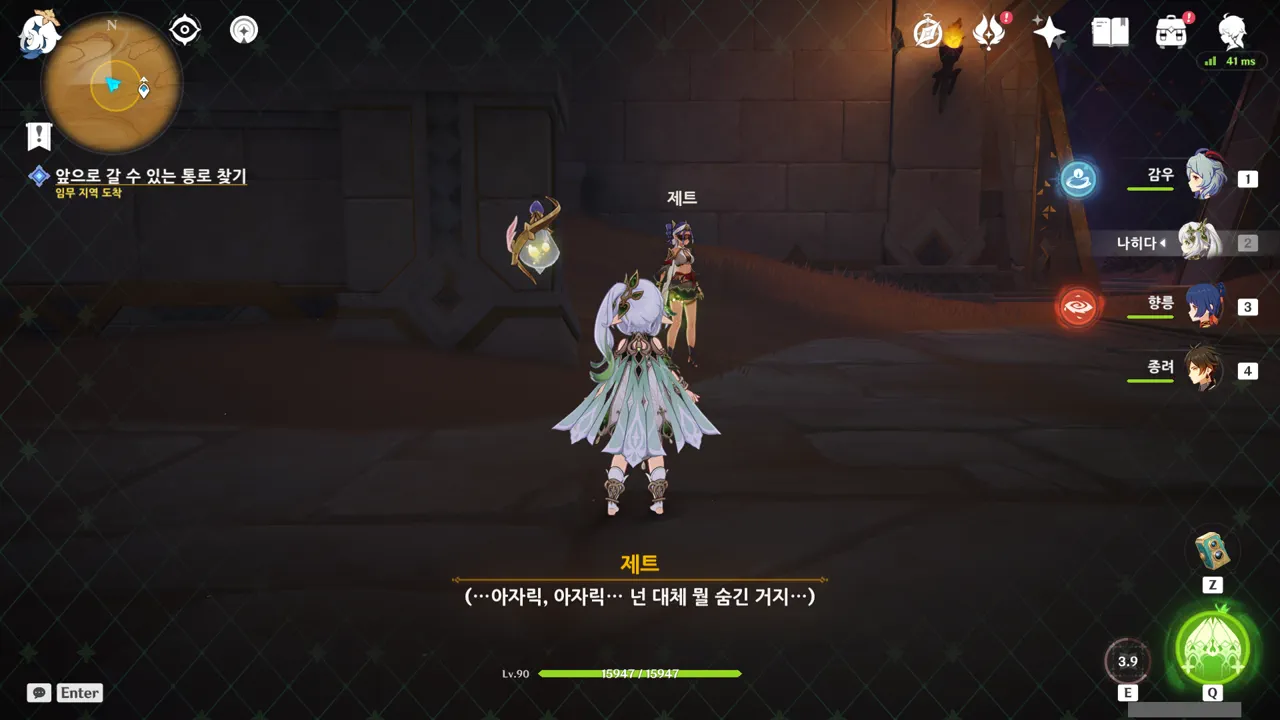 N
41 ms
앞으로 갈 수 있는 통로 찾기
임무 지역 도착
감우
1
나히다
2
향릉
3
종려
4
제트
제트
(…아자릭, 아자릭… 넌 대체 뭘 숨긴 거지…)
Z
Lv.90
15947 / 15947
3.9
E
Q
Enter